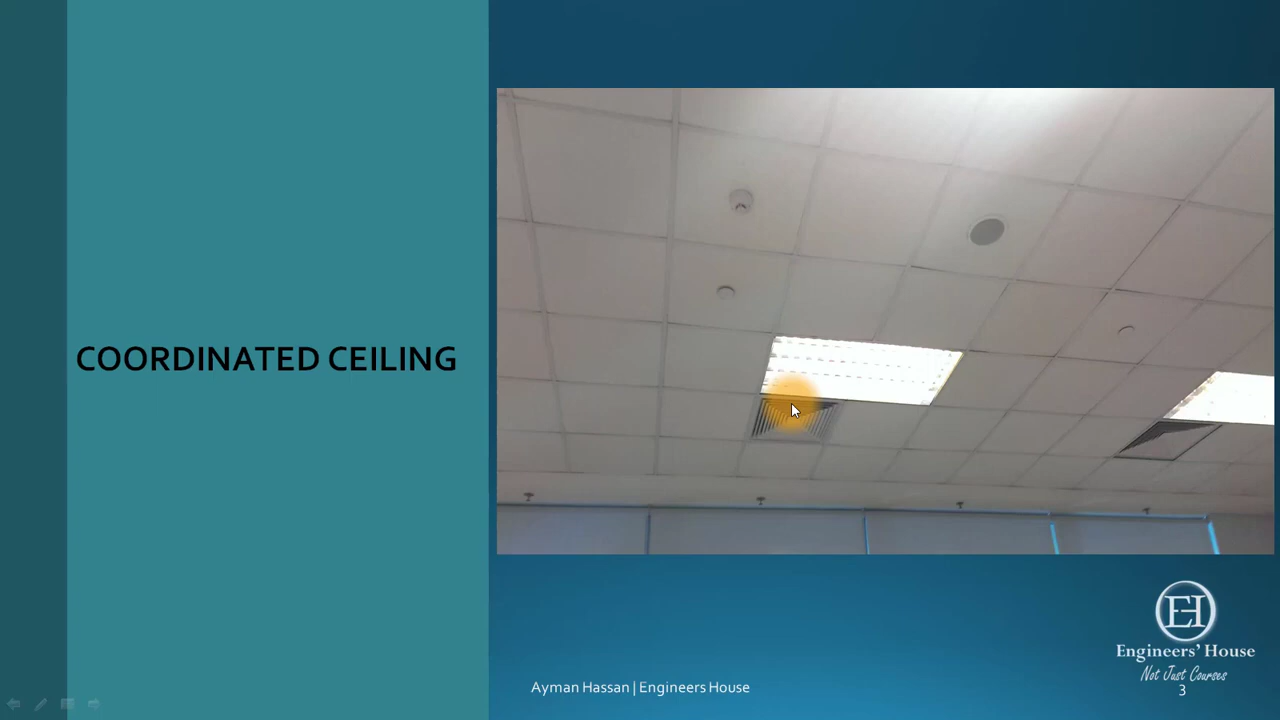 COORDINATED CEILING
EH
Engineers' House
Not Just Courses
Ayman Hassan | Engineers House
3